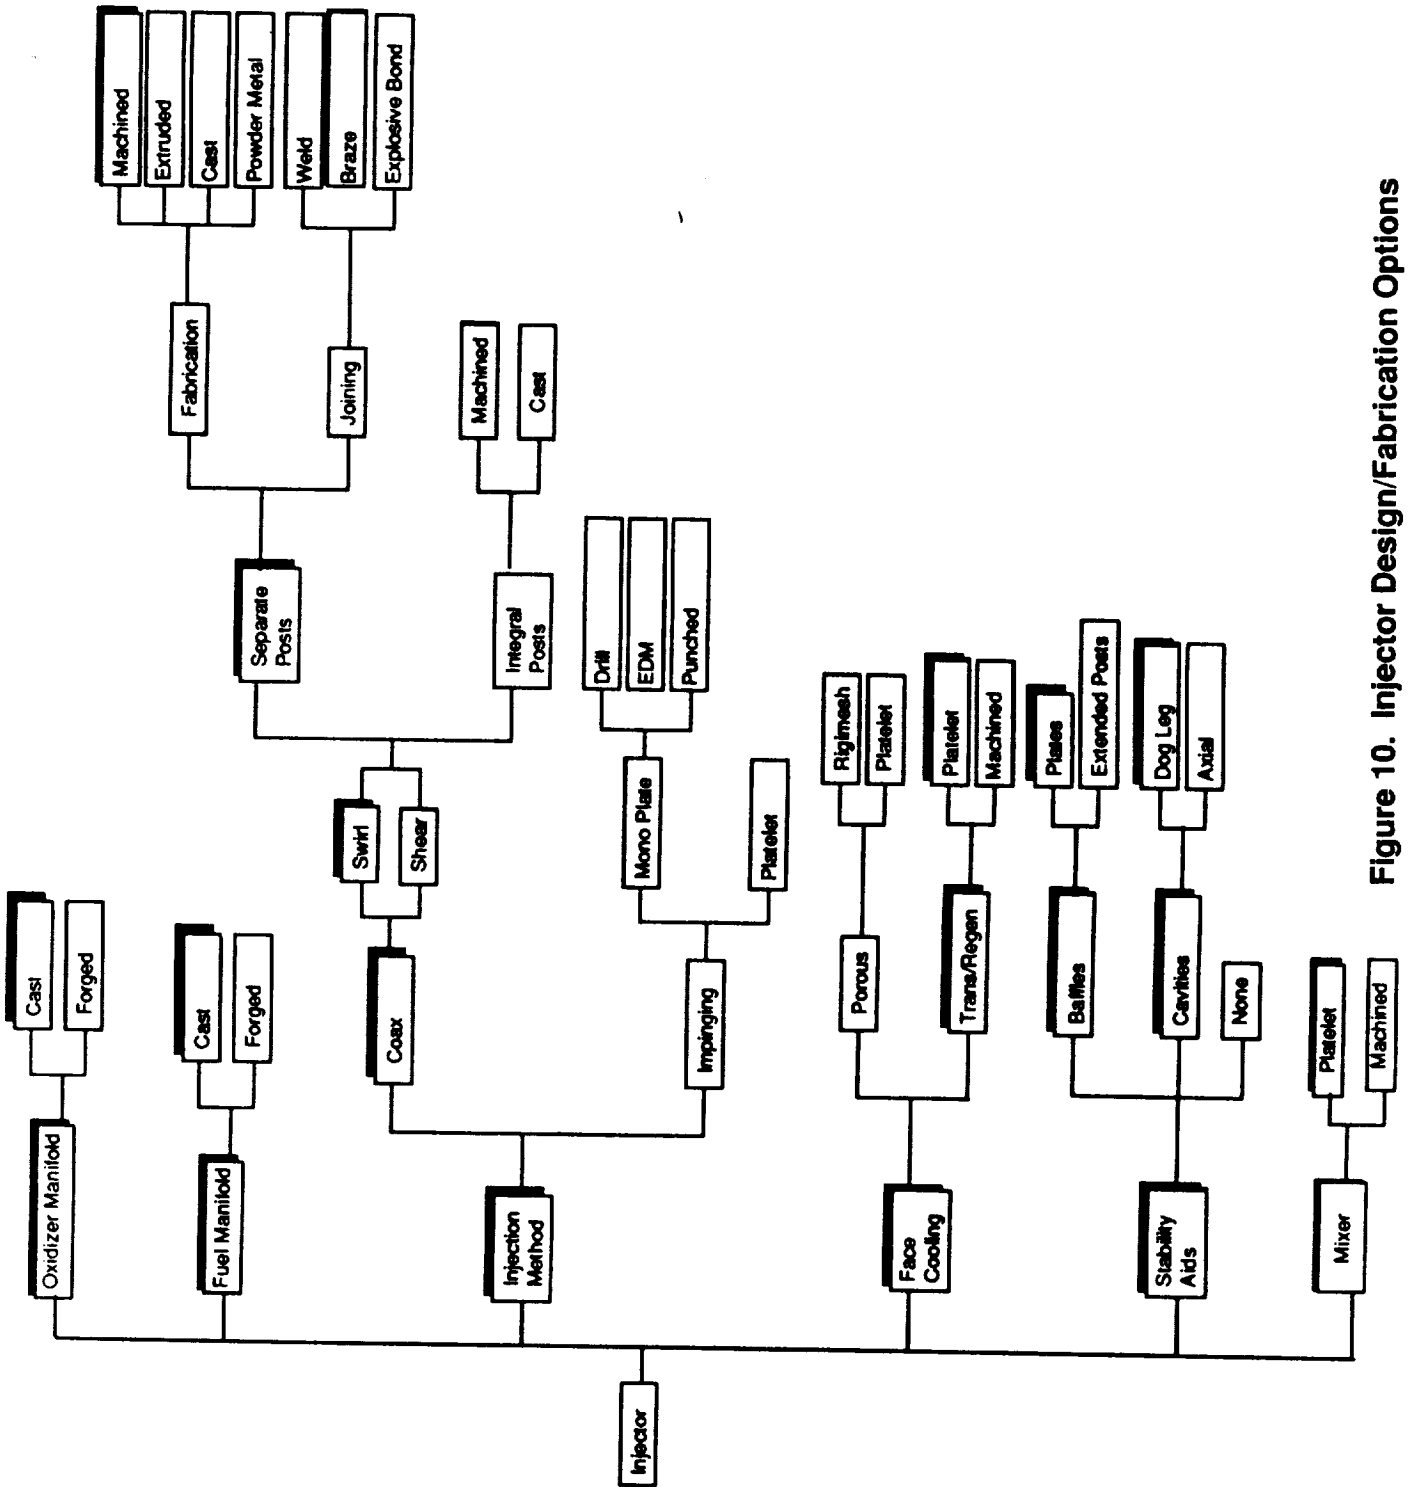 Injector
Oxidizer Manifold
Cast
Forged
Fuel Manifold
Cast
Forged
Injection
Method
Coax
Swirl
Shear
Separate
Posts
Fabrication
Machined
Extruded
Cast
Powder Metal
Joining
Weld
Braze
Explosive Bond
Integral
Posts
Machined
Cast
Impinging
Mono Plate
Drill
EDM
Punched
Platelet
Face
Cooling
Porous
Rigimesh
Platelet
Trans/Regen
Platelet
Machined
Stability
Aids
Baffles
Plates
Extended Posts
Cavities
Dog Leg
Axial
None
Mixer
Platelet
Machined
Figure 10. Injector Design/Fabrication Options